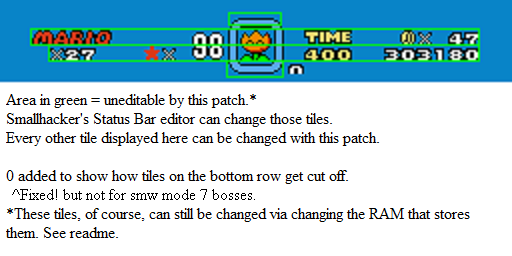 MARIO TIME 0× 47
×27 ★× 98 400 303180
0
Area in green = uneditable by this patch.*
Smallhacker's Status Bar editor can change those tiles.
Every other tile displayed here can be changed with this patch.
0 added to show how tiles on the bottom row get cut off.
^Fixed! but not for smw mode 7 bosses.
*These tiles, of course, can still be changed via changing the RAM that stores
them. See readme.